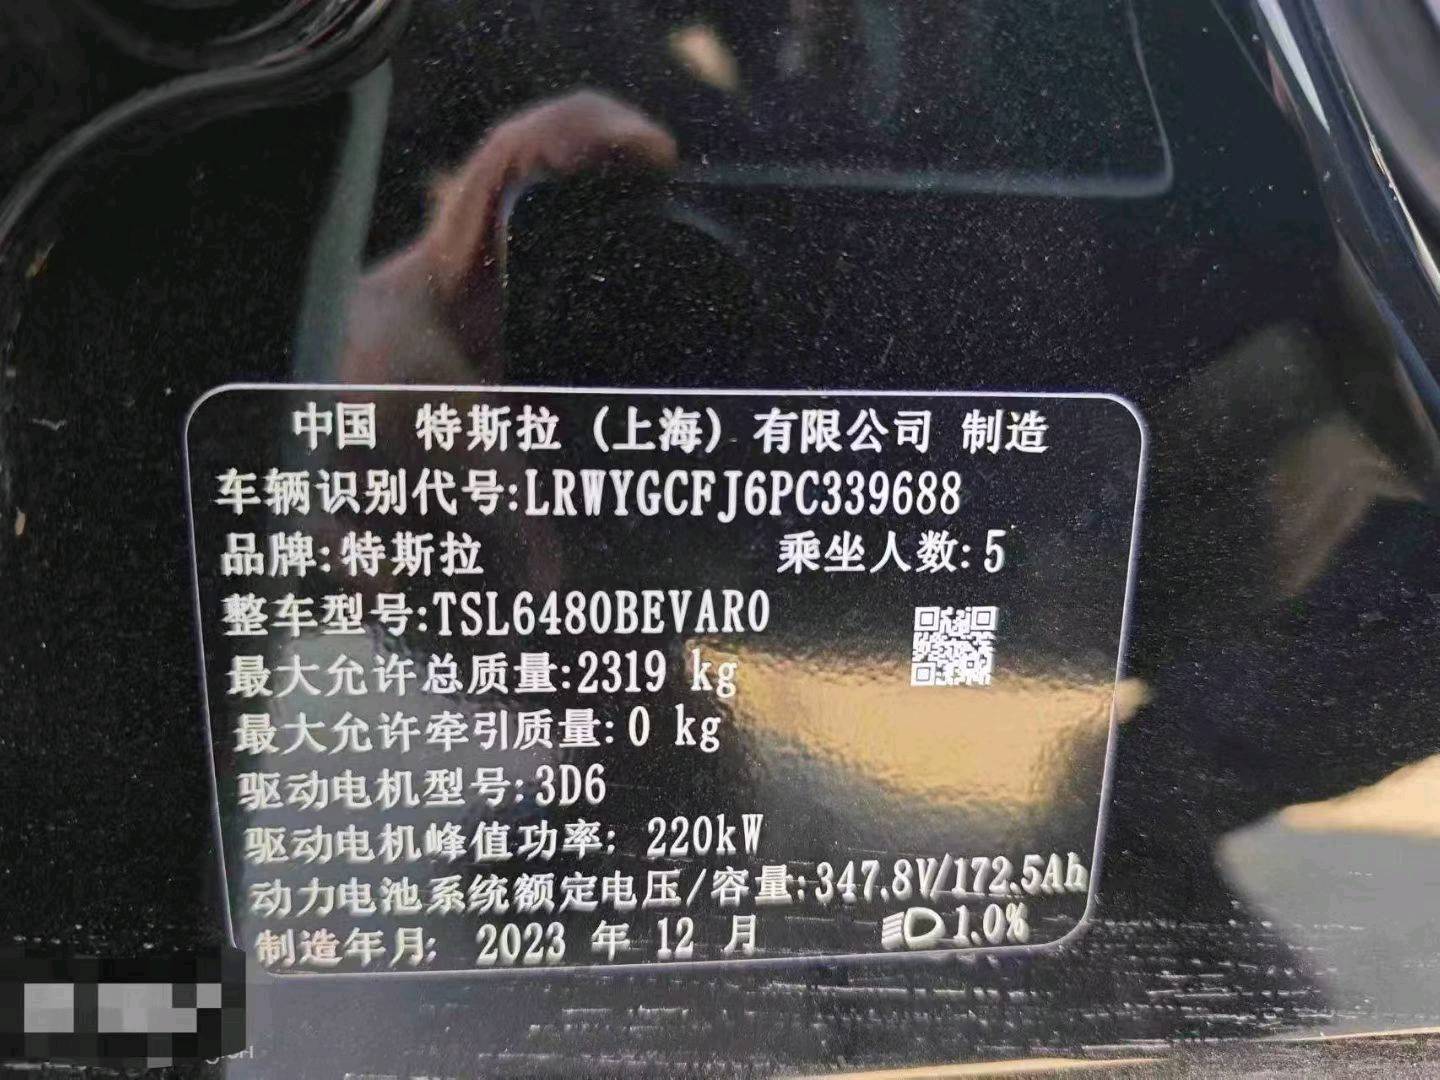 中国 特斯拉 (上海) 有限公司 制造
车辆识别代号:LRWYGCFJ6PC339688
品牌:特斯拉 乘坐人数:5
整车型号:TSL6480BEVAR0
最大允许总质量:2319 kg
最大允许牵引质量:0 kg
驱动电机型号:3D6
驱动电机峰值功率: 220kW
动力电池系统额定电压/容量:347.8V/172.5Ah
制造年月: 2023 年 12 月 1.0%